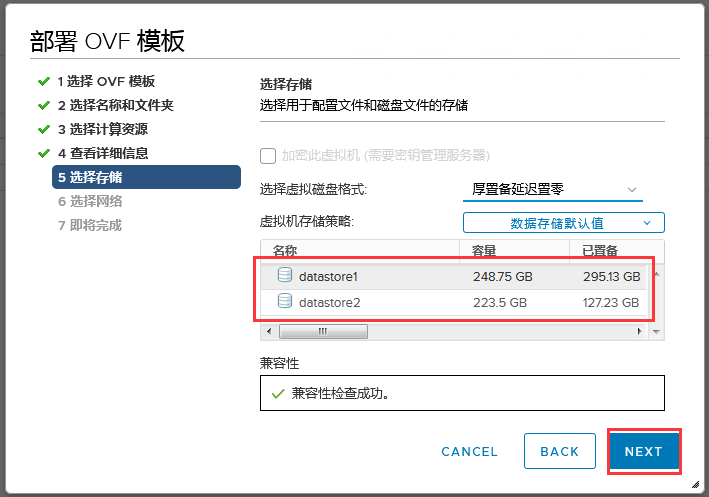 部署 OVF 模板
1 选择 OVF 模板
2 选择名称和文件夹
3 选择计算资源
4 查看详细信息
5 选择存储
6 选择网络
7 即将完成
选择存储
选择用于配置文件和磁盘文件的存储
加密此虚拟机 (需要密钥管理服务器)
选择虚拟磁盘格式: 厚置备延迟置零
虚拟机存储策略: 数据存储默认值
名称 容量 已置备
datastore1 248.75 GB 295.13 GB
datastore2 223.5 GB 127.23 GB
兼容性
兼容性检查成功。
CANCEL BACK NEXT